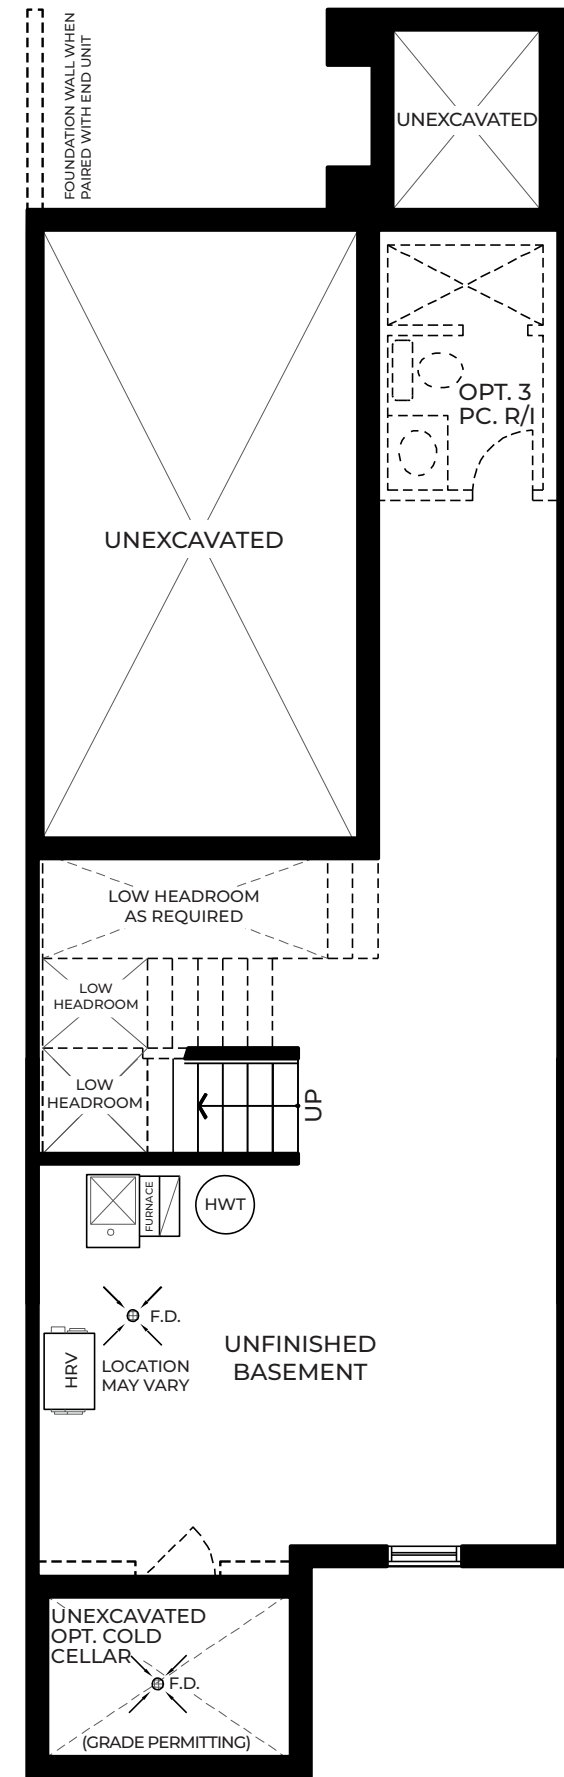 FOUNDATION WALL WHEN
PAIRED WITH END UNIT
UNEXCAVATED
OPT. 3
PC. R/I
UNEXCAVATED
LOW HEADROOM
AS REQUIRED
LOW
HEADROOM
LOW
HEADROOM
UP
FURNACE
HWT
F.D.
HRV
LOCATION
MAY VARY
UNFINISHED
BASEMENT
UNEXCAVATED
OPT. COLD
CELLAR
F.D.
(GRADE PERMITTING)